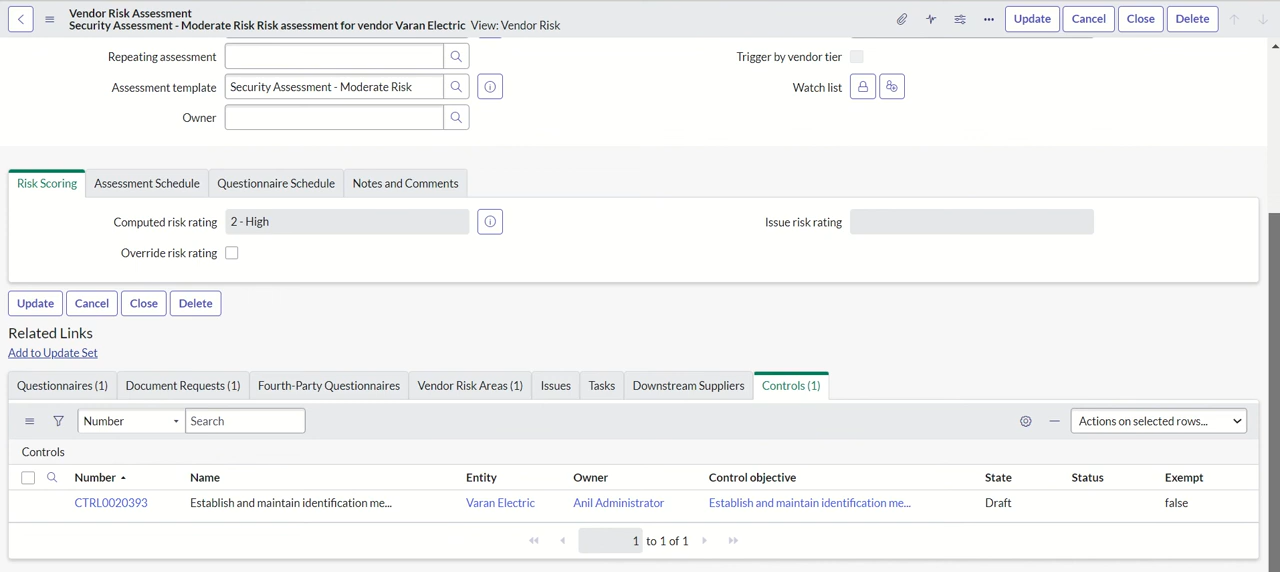 Vendor Risk Assessment
Security Assessment - Moderate Risk Risk assessment for vendor Varan Electric View: Vendor Risk
Update Cancel Close Delete
Repeating assessment
Trigger by vendor tier
Assessment template Security Assessment - Moderate Risk
Watch list
Owner
Risk Scoring Assessment Schedule Questionnaire Schedule Notes and Comments
Computed risk rating 2 - High
Issue risk rating
Override risk rating
Update Cancel Close Delete
Related Links
Add to Update Set
Questionnaires (1) Document Requests (1) Fourth-Party Questionnaires Vendor Risk Areas (1) Issues Tasks Downstream Suppliers Controls (1)
Number Search Actions on selected rows...
Controls
Number Name Entity Owner Control objective State Status Exempt
CTRL0020393 Establish and maintain identification me... Varan Electric Anil Administrator Establish and maintain identification me... Draft false
1 to 1 of 1